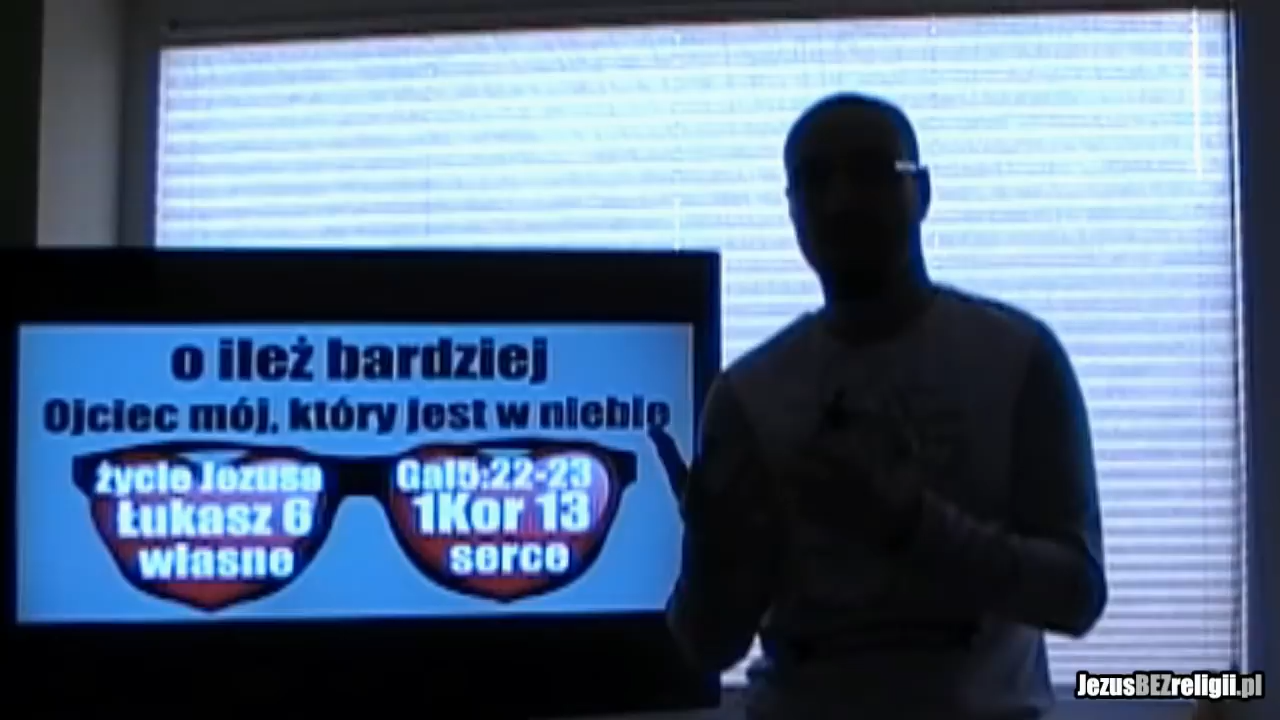 o ileż bardziej
Ojciec mój, który jest w niebie
życie Jezusa
Łukasz 6
własne
Gal5:22-23
1Kor 13
serce
JezusBEZreligii.pl